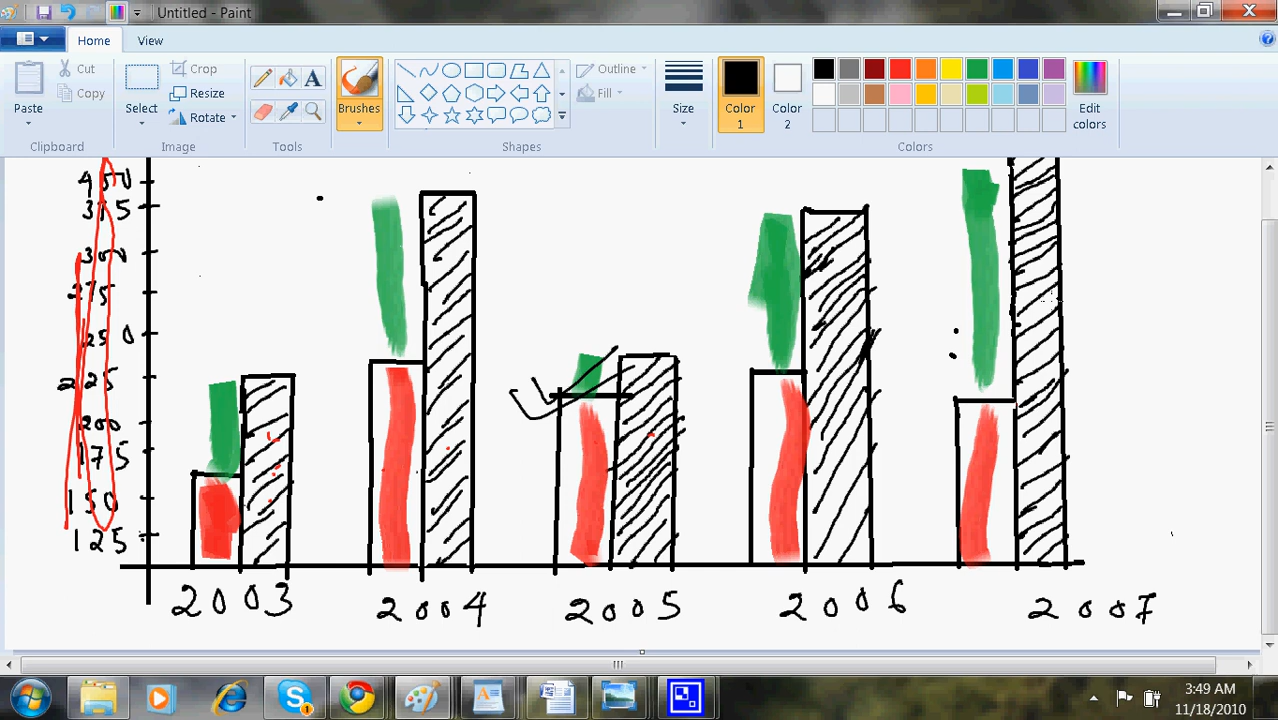 Untitled - Paint
Home View
Paste
Cut
Copy
Clipboard
Select
Crop
Resize
Rotate
Image
A
Tools
Brushes
Outline
Fill
Shapes
Size
Color 1
Color 2
Edit colors
Colors
400
375
300
275
250
225
200
175
150
125
2003 2004 2005 2006 2007
3:49 AM
11/18/2010